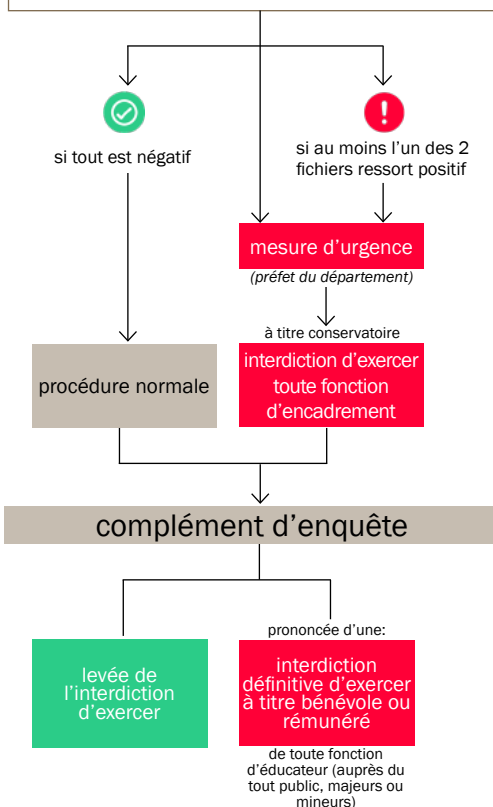 si tout est négatif
si au moins l'un des 2
fichiers ressort positif
mesure d'urgence
(préfet du département)
à titre conservatoire
procédure normale
interdiction d'exercer
toute fonction
d'encadrement
complément d'enquête
levée de
l'interdiction
d'exercer
prononcée d'une:
interdiction
définitive d'exercer
à titre bénévole ou
rémunéré
de toute fonction
d'éducateur (auprès du
tout public, majeurs ou
mineurs)